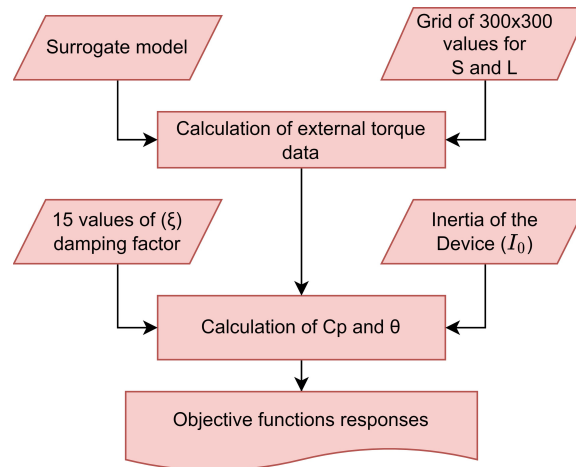 Surrogate model
Grid of 300x300
values for
S and L
Calculation of external torque
data
15 values of (ξ)
damping factor
Inertia of the
Device (I₀)
Calculation of Cp and θ
Objective functions responses